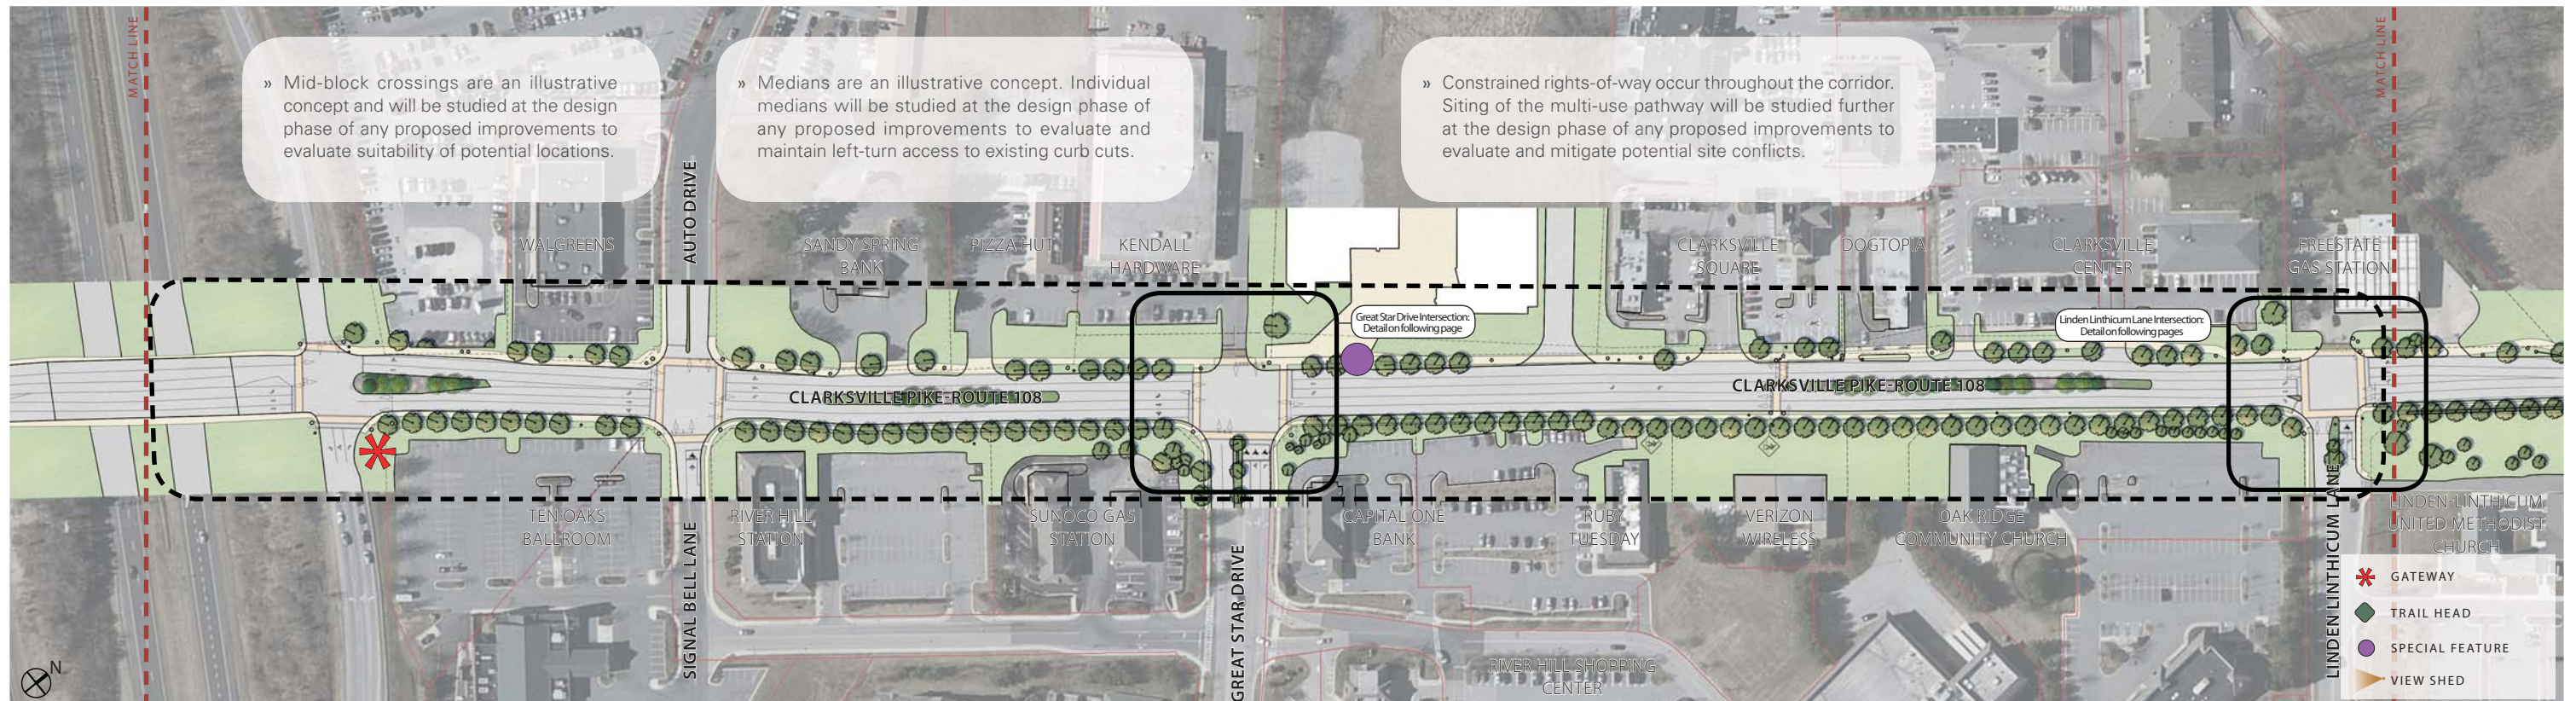 MATCH LINE
MATCH LINE
» Mid-block crossings are an illustrative
concept and will be studied at the design
phase of any proposed improvements to
evaluate suitability of potential locations.
» Medians are an illustrative concept. Individual
medians will be studied at the design phase of
any proposed improvements to evaluate and
maintain left-turn access to existing curb cuts.
» Constrained rights-of-way occur throughout the corridor.
Siting of the multi-use pathway will be studied further
at the design phase of any proposed improvements to
evaluate and mitigate potential site conflicts.
AUTO DRIVE
WALGREENS
SANDY SPRING
BANK
PIZZA HUT
KENDALL
HARDWARE
CLARKSVILLE
SQUARE
DOGTOPIA
CLARKSVILLE
CENTER
FREESTATE
GAS STATION
Great Star Drive Intersection:
Detail on following page
Linden Linthicum Lane Intersection:
Detail on following pages
CLARKSVILLE PIKE-ROUTE 108
CLARKSVILLE PIKE-ROUTE 108
TEN OAKS
BALLROOM
SIGNAL BELL LANE
RIVER HILL
STATION
SUNOCO GAS
STATION
GREAT STAR DRIVE
CAPITAL ONE
BANK
RUBY
TUESDAY
VERIZON
WIRELESS
OAK RIDGE
COMMUNITY CHURCH
LINDEN LINTHICUM LANE
LINDEN-LINTHICUM
UNITED METHODIST
CHURCH
RIVER HILL SHOPPING
CENTER
N
GATEWAY
TRAIL HEAD
SPECIAL FEATURE
VIEW SHED